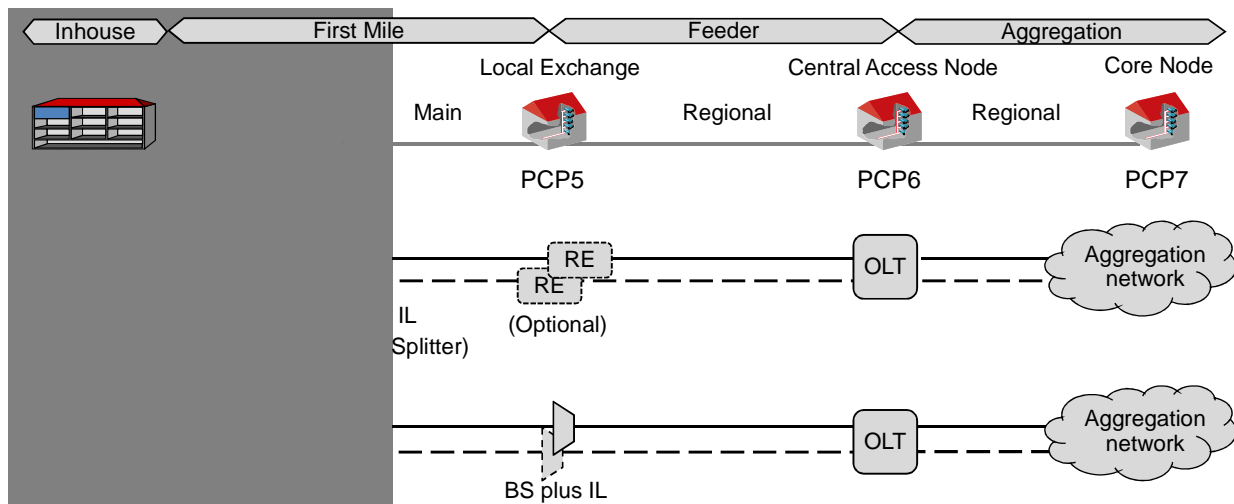 Inhouse
First Mile
Feeder
Aggregation
Local Exchange
Central Access Node
Core Node
Main
Regional
Regional
PCP5
PCP6
PCP7
RE
RE
OLT
Aggregation
network
IL
Splitter)
(Optional)
OLT
Aggregation
network
BS plus IL